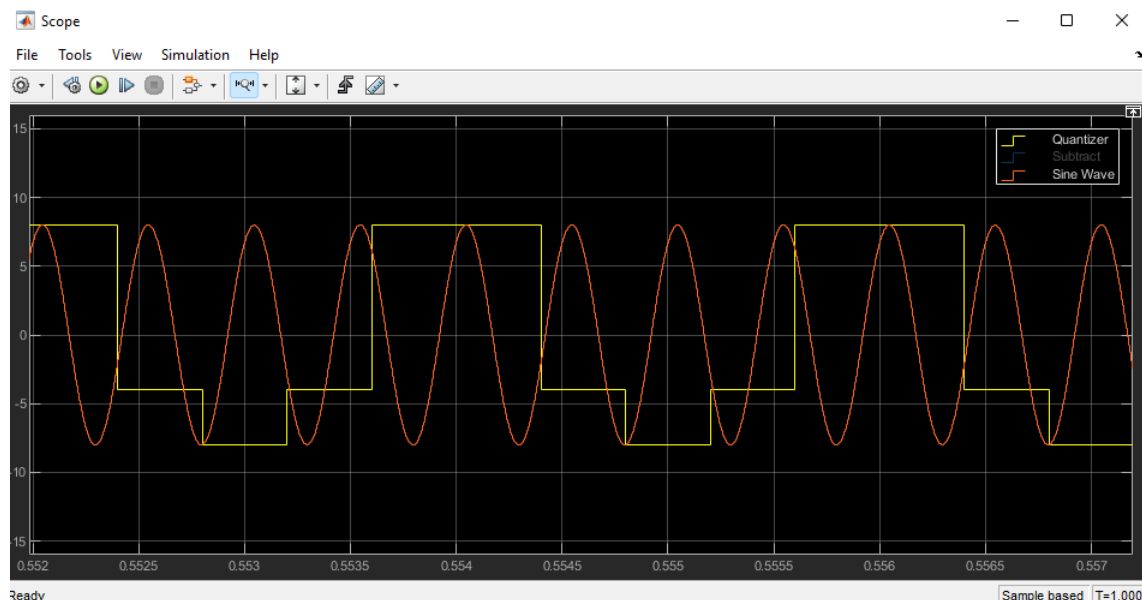 Scope
File Tools View Simulation Help
Quantizer
Subtract
Sine Wave
15
10
5
0
-5
-10
-15
0.552 0.5525 0.553 0.5535 0.554 0.5545 0.555 0.5555 0.556 0.5565 0.557
Ready Sample based T=1.000